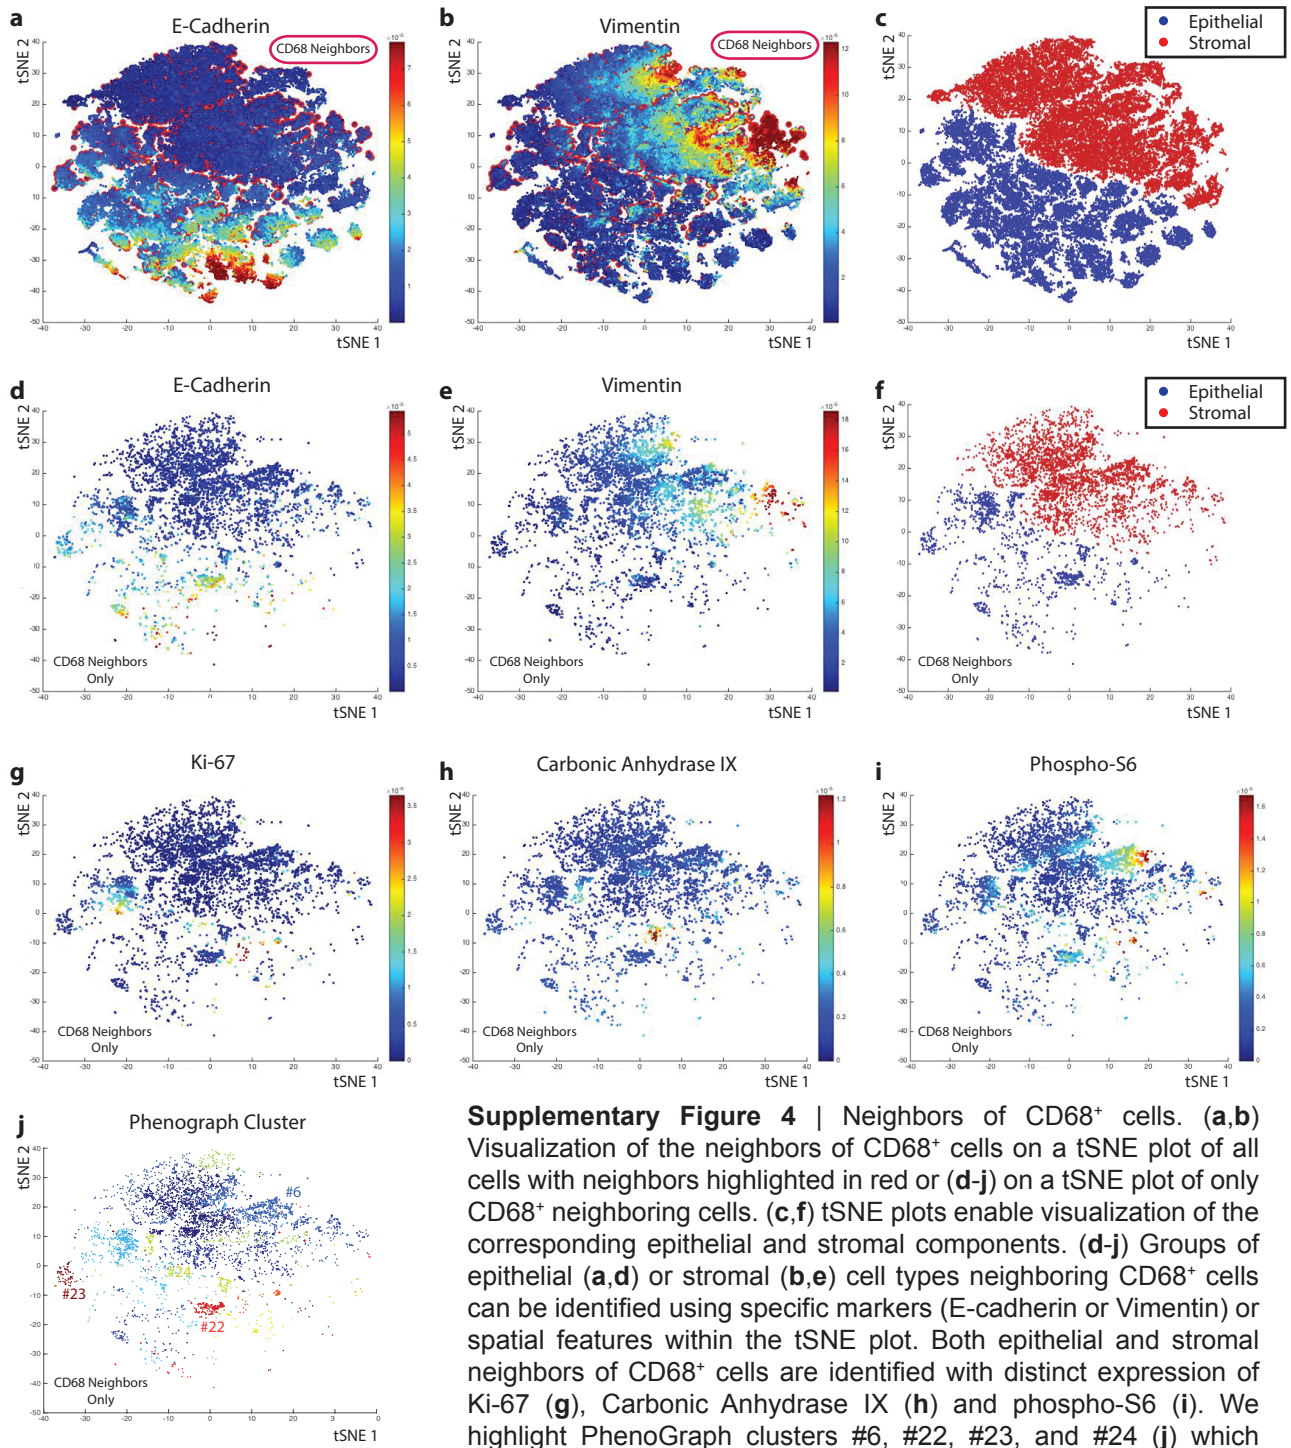 a
E-Cadherin
CD68 Neighbors
tSNE 2
tSNE 1
b
Vimentin
CD68 Neighbors
tSNE 2
tSNE 1
c
Epithelial
Stromal
tSNE 2
tSNE 1
d
E-Cadherin
tSNE 2
CD68 Neighbors
Only
tSNE 1
e
Vimentin
tSNE 2
CD68 Neighbors
Only
tSNE 1
f
Epithelial
Stromal
tSNE 2
CD68 Neighbors
Only
tSNE 1
g
Ki-67
tSNE 2
CD68 Neighbors
Only
tSNE 1
h
Carbonic Anhydrase IX
tSNE 2
CD68 Neighbors
Only
tSNE 1
i
Phospho-S6
tSNE 2
CD68 Neighbors
Only
tSNE 1
j
Phenograph Cluster
tSNE 2
#6
#24
#23
#22
CD68 Neighbors
Only
tSNE 1
Supplementary Figure 4 | Neighbors of CD68⁺ cells. (a,b)
Visualization of the neighbors of CD68⁺ cells on a tSNE plot of all
cells with neighbors highlighted in red or (d-j) on a tSNE plot of only
CD68⁺ neighboring cells. (c,f) tSNE plots enable visualization of the
corresponding epithelial and stromal components. (d-j) Groups of
epithelial (a,d) or stromal (b,e) cell types neighboring CD68⁺ cells
can be identified using specific markers (E-cadherin or Vimentin) or
spatial features within the tSNE plot. Both epithelial and stromal
neighbors of CD68⁺ cells are identified with distinct expression of
Ki-67 (g), Carbonic Anhydrase IX (h) and phospho-S6 (i). We
highlight PhenoGraph clusters #6, #22, #23, and #24 (j) which